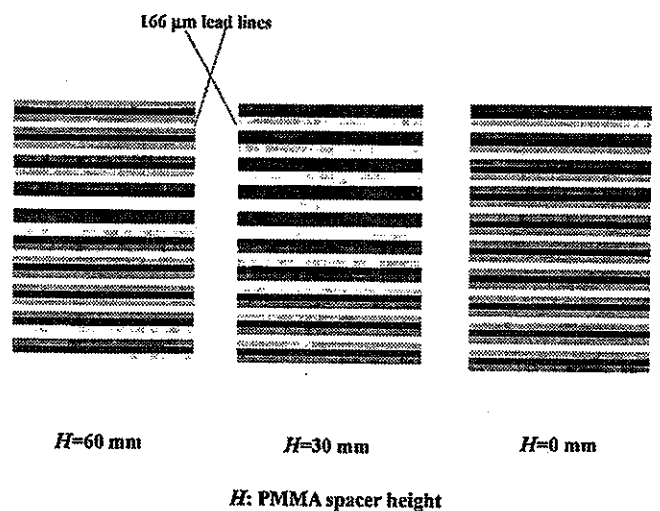 166 μm lead lines
H=60 mm
H=30 mm
H=0 mm
H: PMMA spacer height